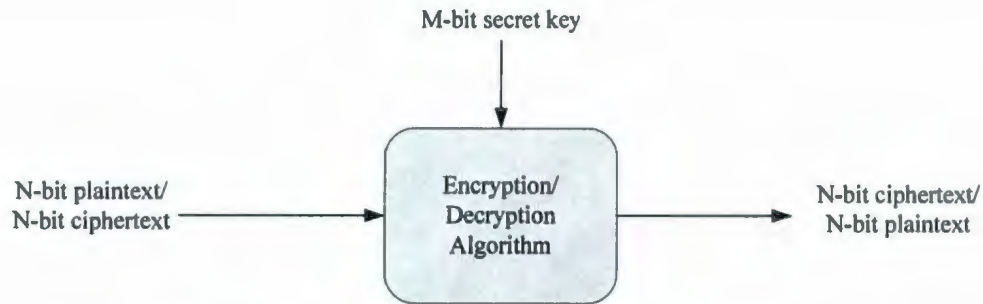 M-bit secret key
N-bit plaintext/
N-bit ciphertext
Encryption/
Decryption
Algorithm
N-bit ciphertext/
N-bit plaintext